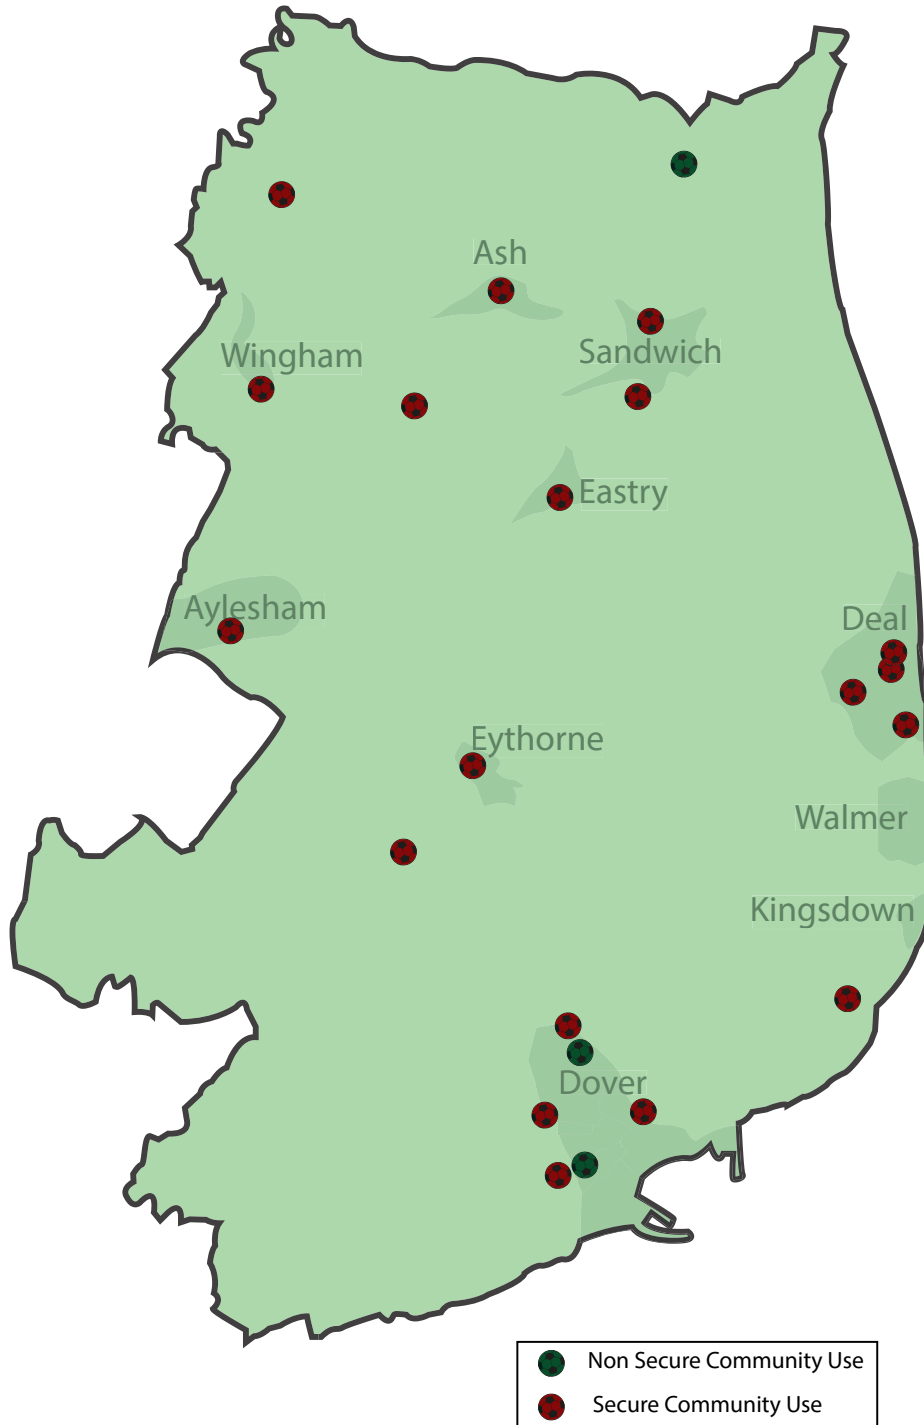 Ash
Wingham
Sandwich
Eastry
Aylesham
Deal
Eythorne
Walmer
Kingsdown
Dover
Non Secure Community Use
Secure Community Use